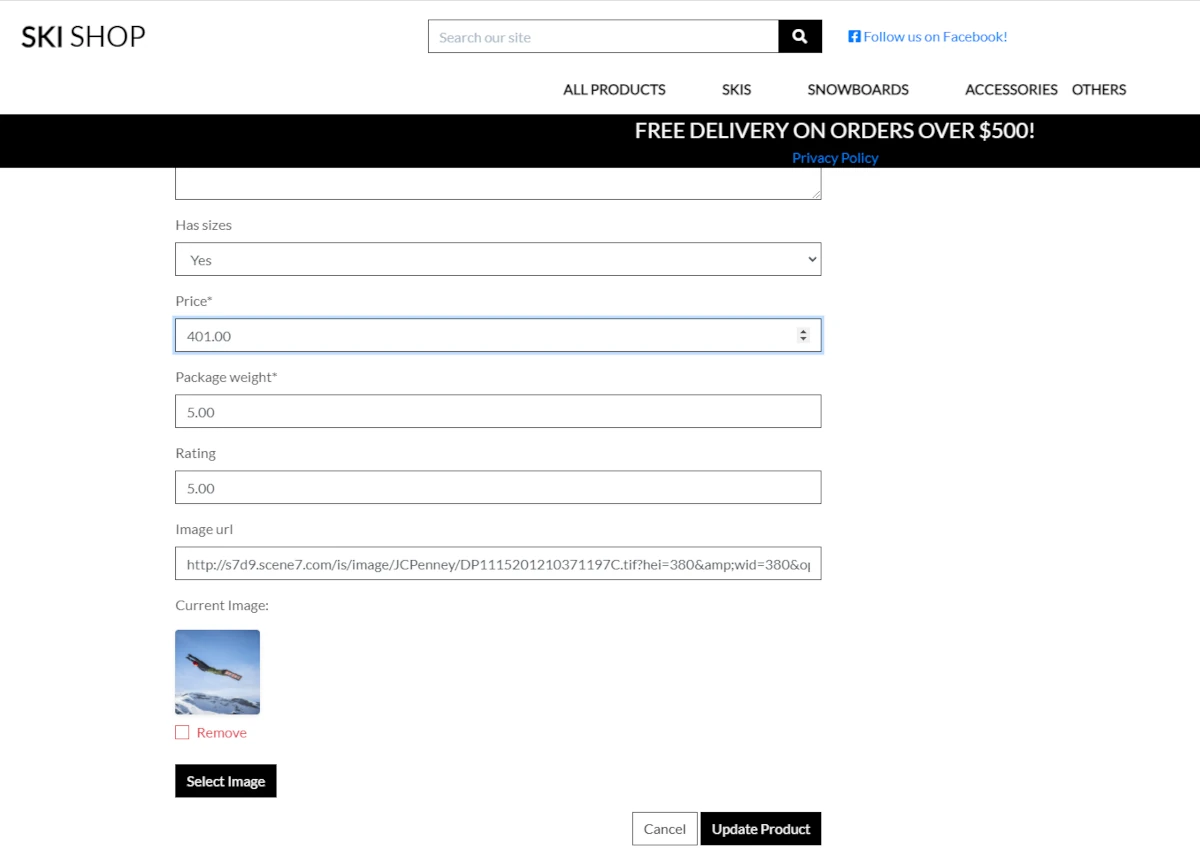 SKI SHOP
Search our site
Follow us on Facebook!
ALL PRODUCTS SKIS SNOWBOARDS ACCESSORIES OTHERS
FREE DELIVERY ON ORDERS OVER $500!
Privacy Policy
Has sizes
Yes
Price*
401.00
Package weight*
5.00
Rating
5.00
Image url
http://s7d9.scene7.com/is/image/JCPenney/DP1115201210371197C.tif?hei=380&amp;wid=380&op
Current Image:
Remove
Select Image
Cancel Update Product